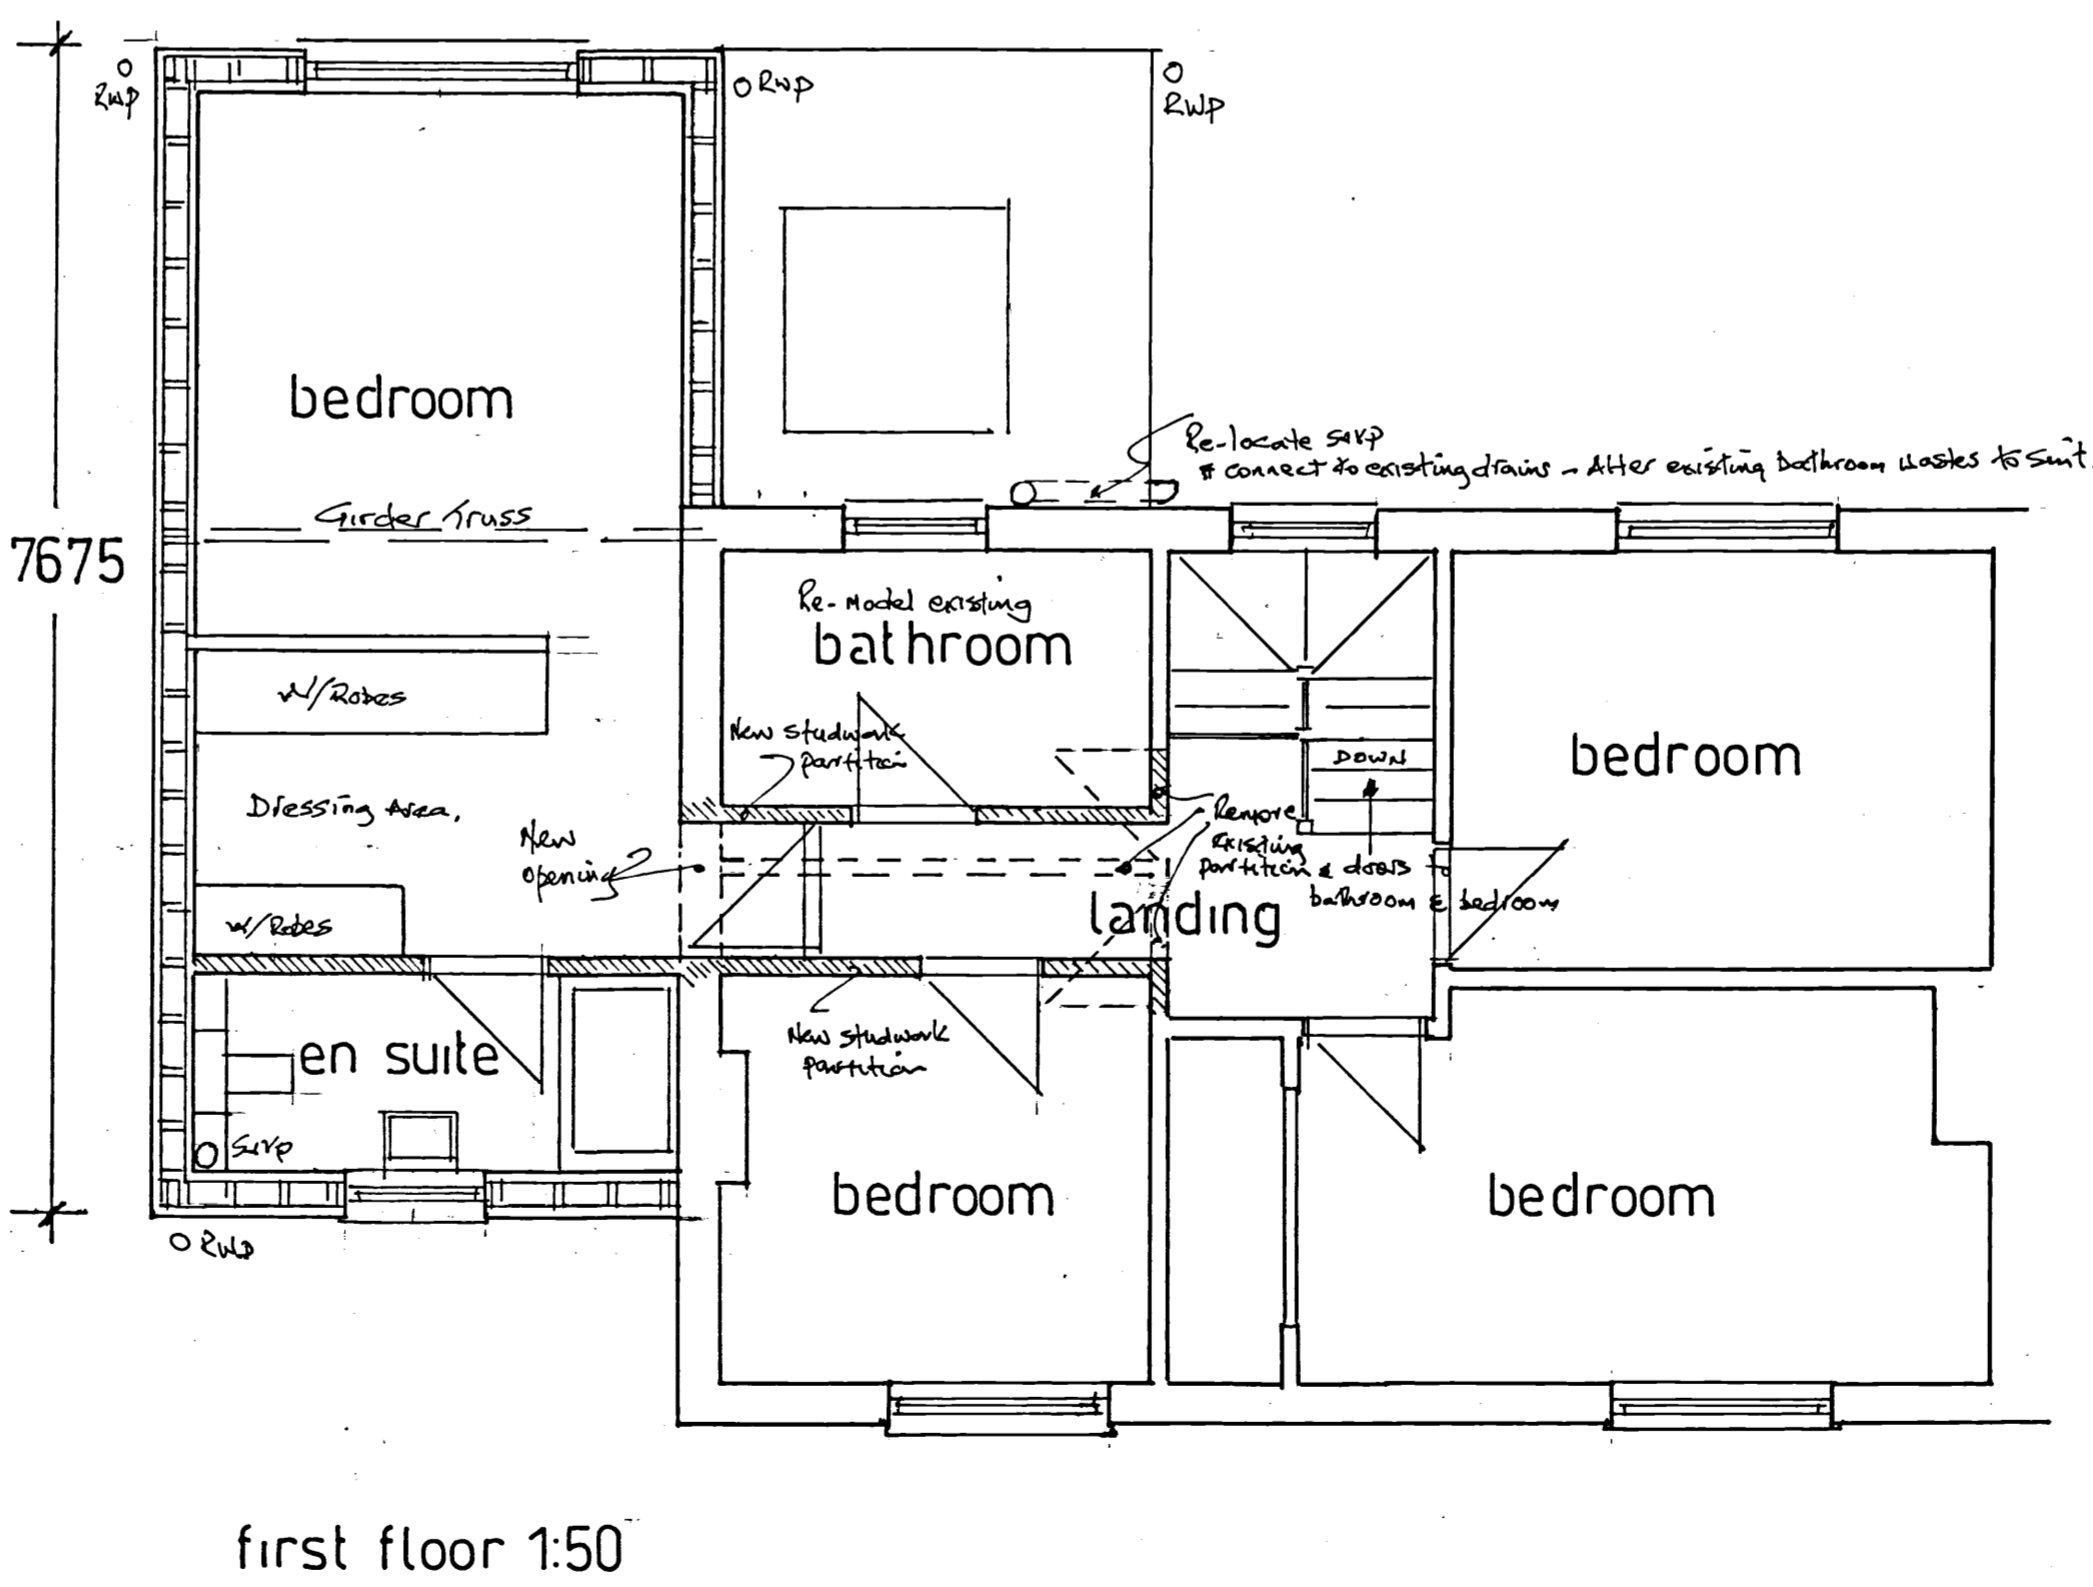 RWP
RWP
RWP
bedroom
Re-locate SVP
& connect to existing drains - Alter existing bathroom wastes to suit.
Girder Truss
7675
Re-Model existing
bathroom
W/Robes
New studwork
partition
bedroom
DOWN
Dressing Area.
New
opening
Remove
Existing
partition & doors to
bathroom & bedroom
landing
W/Robes
New studwork
partition
en suite
SVP
bedroom
bedroom
RWP
first floor 1:50